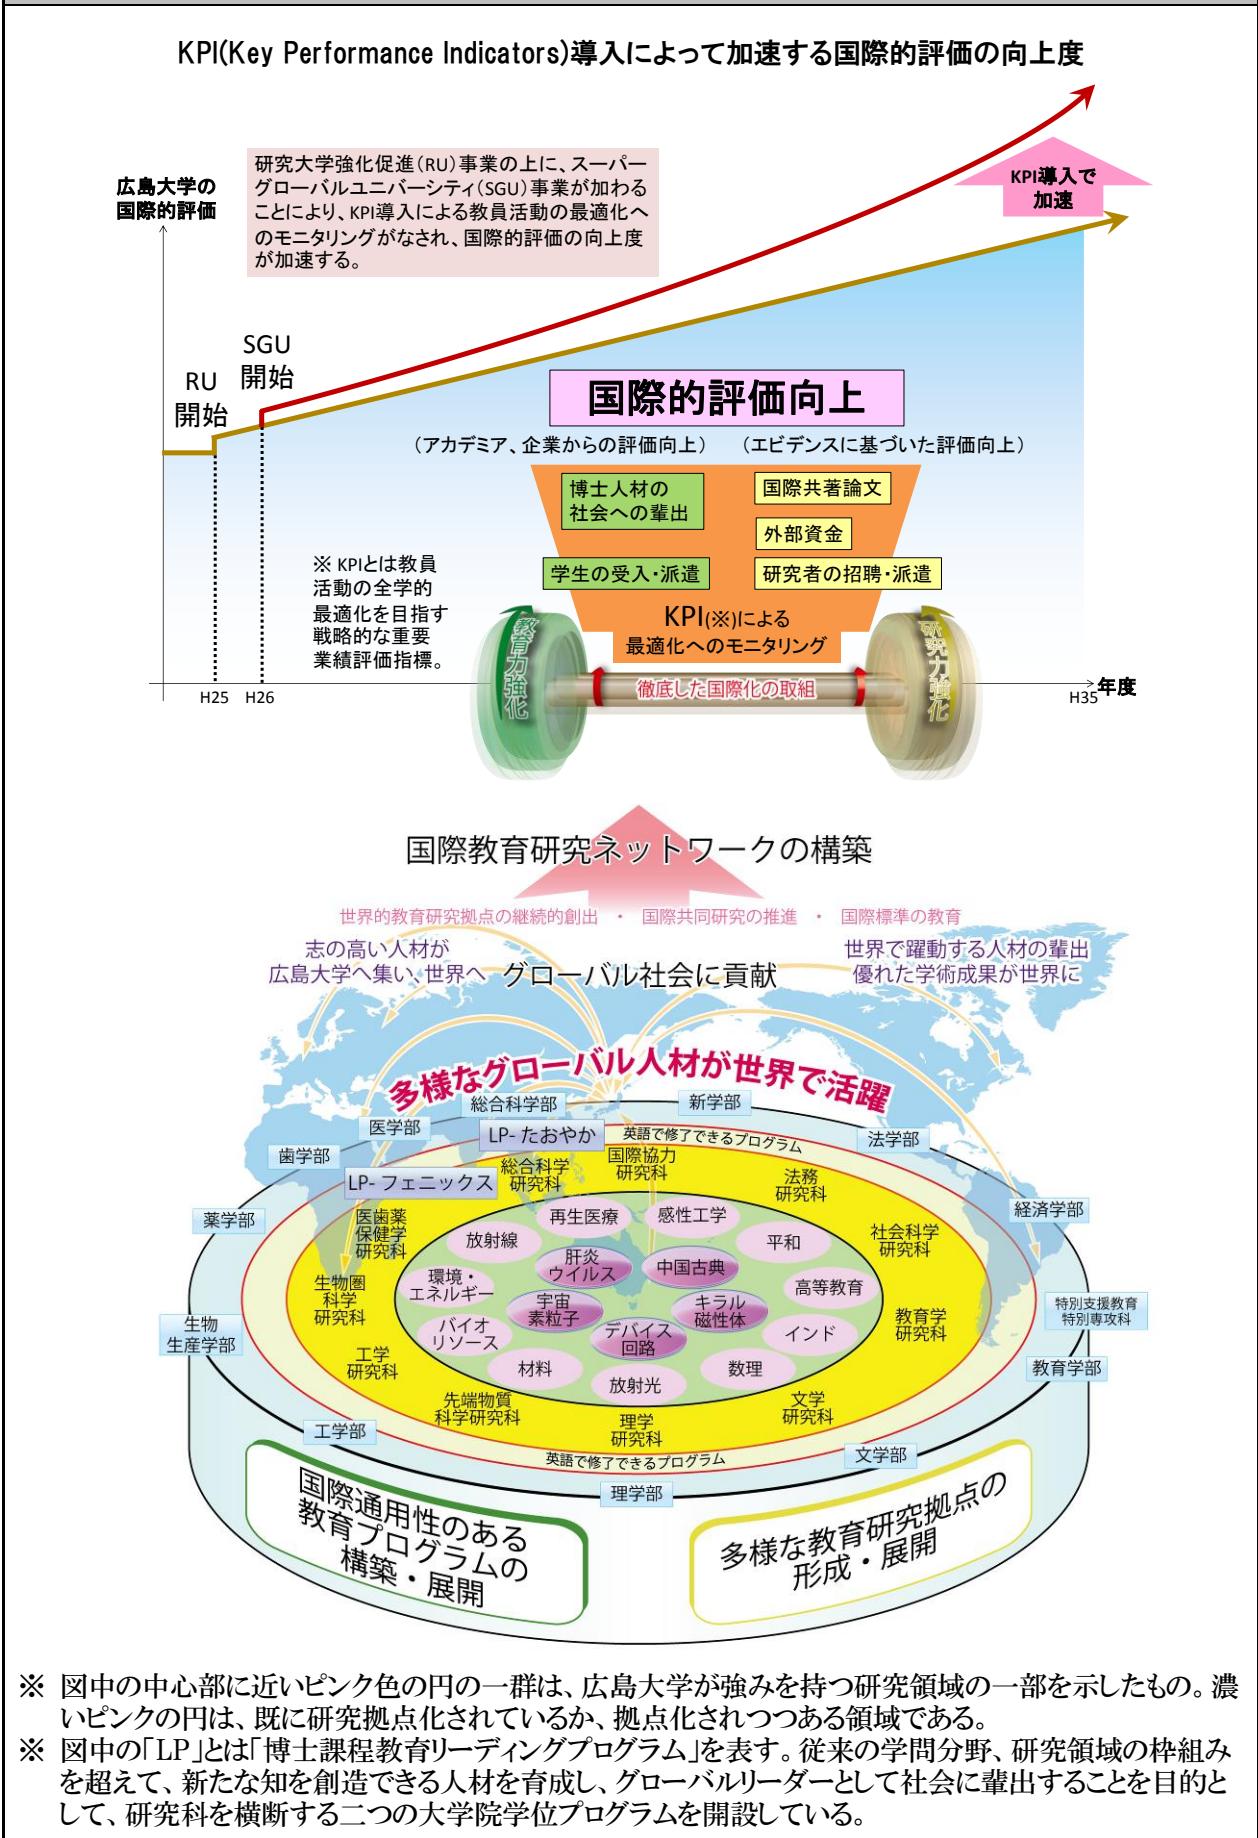 KPI(Key Performance Indicators)導入によって加速する国際的評価の向上度
広島大学の
国際的評価
研究大学強化促進(RU)事業の上に、スーパー
グローバルユニバーシティ(SGU)事業が加わる
ことにより、KPI導入による教員活動の最適化へ
のモニタリングがなされ、国際的評価の向上度
が加速する。
KPI導入で
加速
SGU
開始
RU
開始
国際的評価向上
(アカデミア、企業からの評価向上)
(エビデンスに基づいた評価向上)
博士人材の
社会への輩出
国際共著論文
外部資金
学生の受入・派遣
研究者の招聘・派遣
※ KPIとは教員
活動の全学的
最適化を目指す
戦略的な重要
業績評価指標。
KPI(※)による
最適化へのモニタリング
教育力強化
徹底した国際化の取組
研究力強化
H25
H26
H35
年度
国際教育研究ネットワークの構築
世界的教育研究拠点の継続的創出 ・ 国際共同研究の推進 ・ 国際標準の教育
志の高い人材が
広島大学へ集い、世界へ
グローバル社会に貢献
世界で躍動する人材の輩出
優れた学術成果が世界に
多様なグローバル人材が世界で活躍
総合科学部
新学部
医学部
法学部
歯学部
薬学部
経済学部
生物
生産学部
特別支援教育
特別専攻科
教育学部
工学部
文学部
理学部
LP- たおやか
LP- フェニックス
英語で修了できるプログラム
総合科学
研究科
国際協力
研究科
法務
研究科
医歯薬
保健学
研究科
社会科学
研究科
生物圏
科学
研究科
教育学
研究科
工学
研究科
先端物質
科学研究科
理学
研究科
文学
研究科
英語で修了できるプログラム
再生医療
感性工学
放射線
平和
肝炎
ウイルス
中国古典
環境・
エネルギー
高等教育
宇宙
素粒子
キラル
磁性体
バイオ
リソース
デバイス
回路
インド
材料
放射光
数理
国際通用性のある
教育プログラムの
構築・展開
多様な教育研究拠点の
形成・展開
※ 図中の中心部に近いピンク色の円の一群は、広島大学が強みを持つ研究領域の一部を示したもの。濃
いピンクの円は、既に研究拠点化されているか、拠点化されつつある領域である。
※ 図中の「LP」とは「博士課程教育リーディングプログラム」を表す。従来の学問分野、研究領域の枠組み
を超えて、新たな知を創造できる人材を育成し、グローバルリーダーとして社会に輩出することを目的と
して、研究科を横断する二つの大学院学位プログラムを開設している。